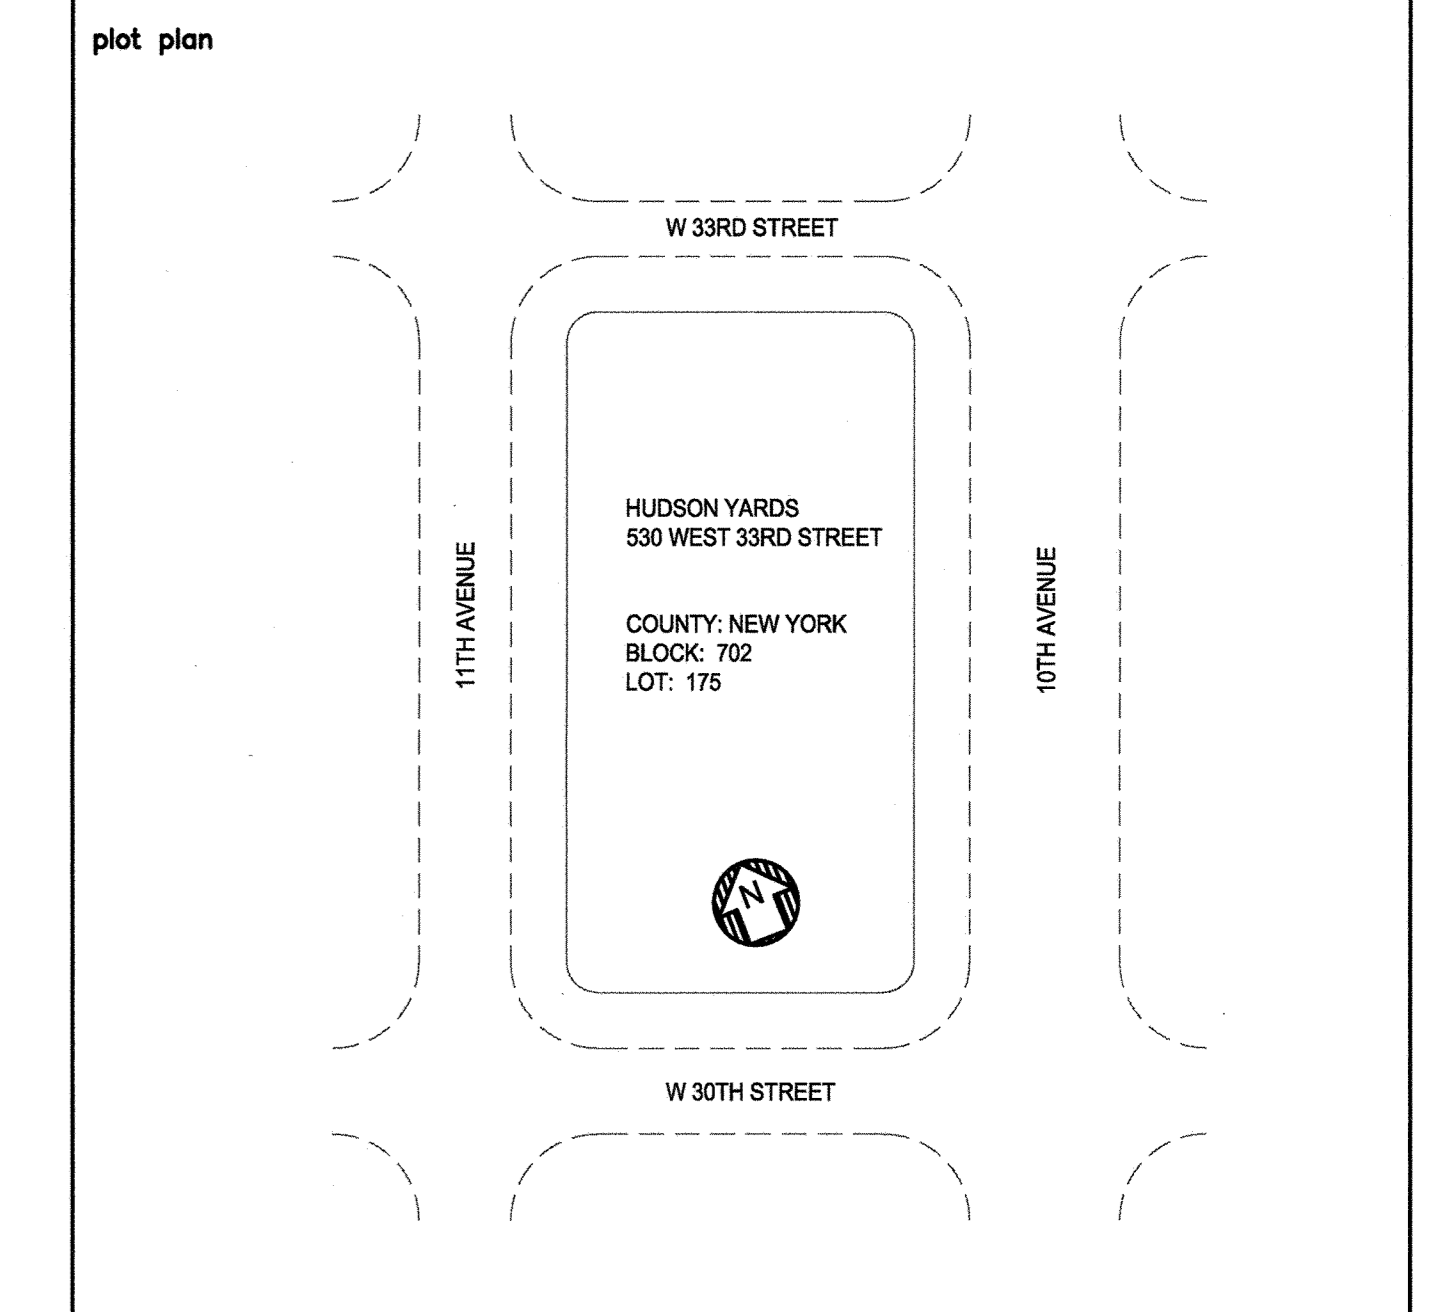 plot plan
W 33RD STREET
HUDSON YARDS
530 WEST 33RD STREET
11TH AVENUE
10TH AVENUE
COUNTY: NEW YORK
BLOCK: 702
LOT: 175
N
W 30TH STREET